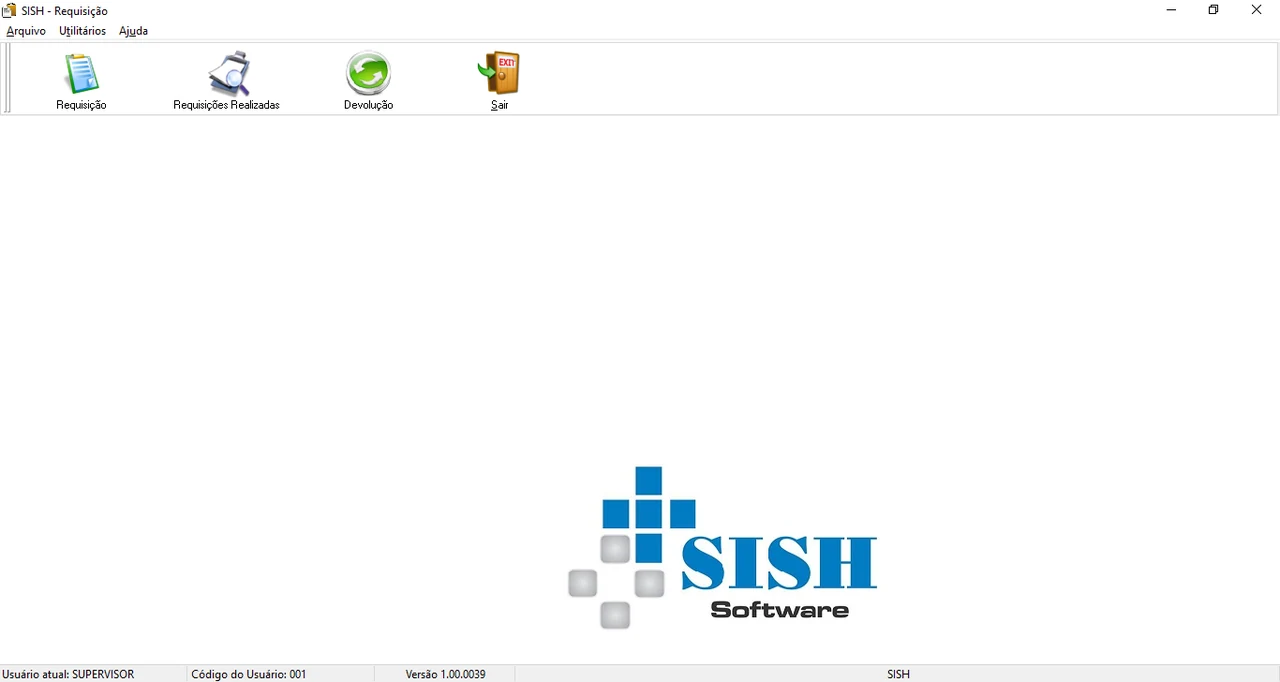 SISH - Requisição
Arquivo Utilitários Ajuda
EXIT
Requisição Requisições Realizadas Devolução Sair
SISH
Software
Usuário atual: SUPERVISOR Código do Usuário: 001 Versão 1.00.0039 SISH